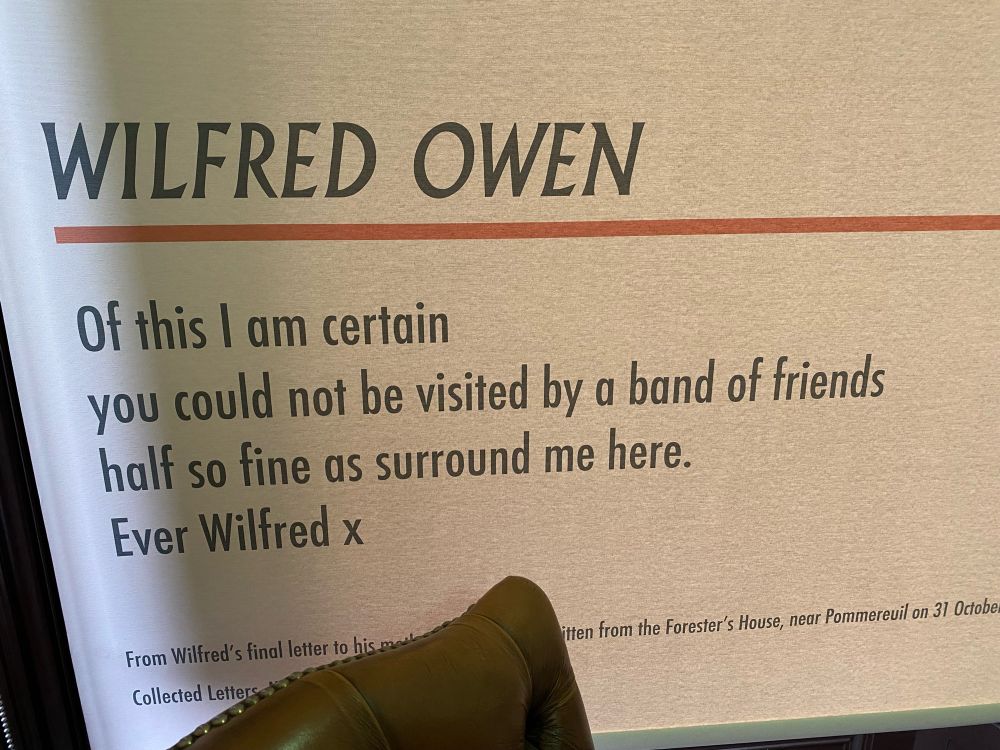 WILFRED OWEN
Of this I am certain
you could not be visited by a band of friends
half so fine as surround me here.
Ever Wilfred x
From Wilfred's final letter to his from the Forester's House, near Pommereuil on 31 October
Collected Letters